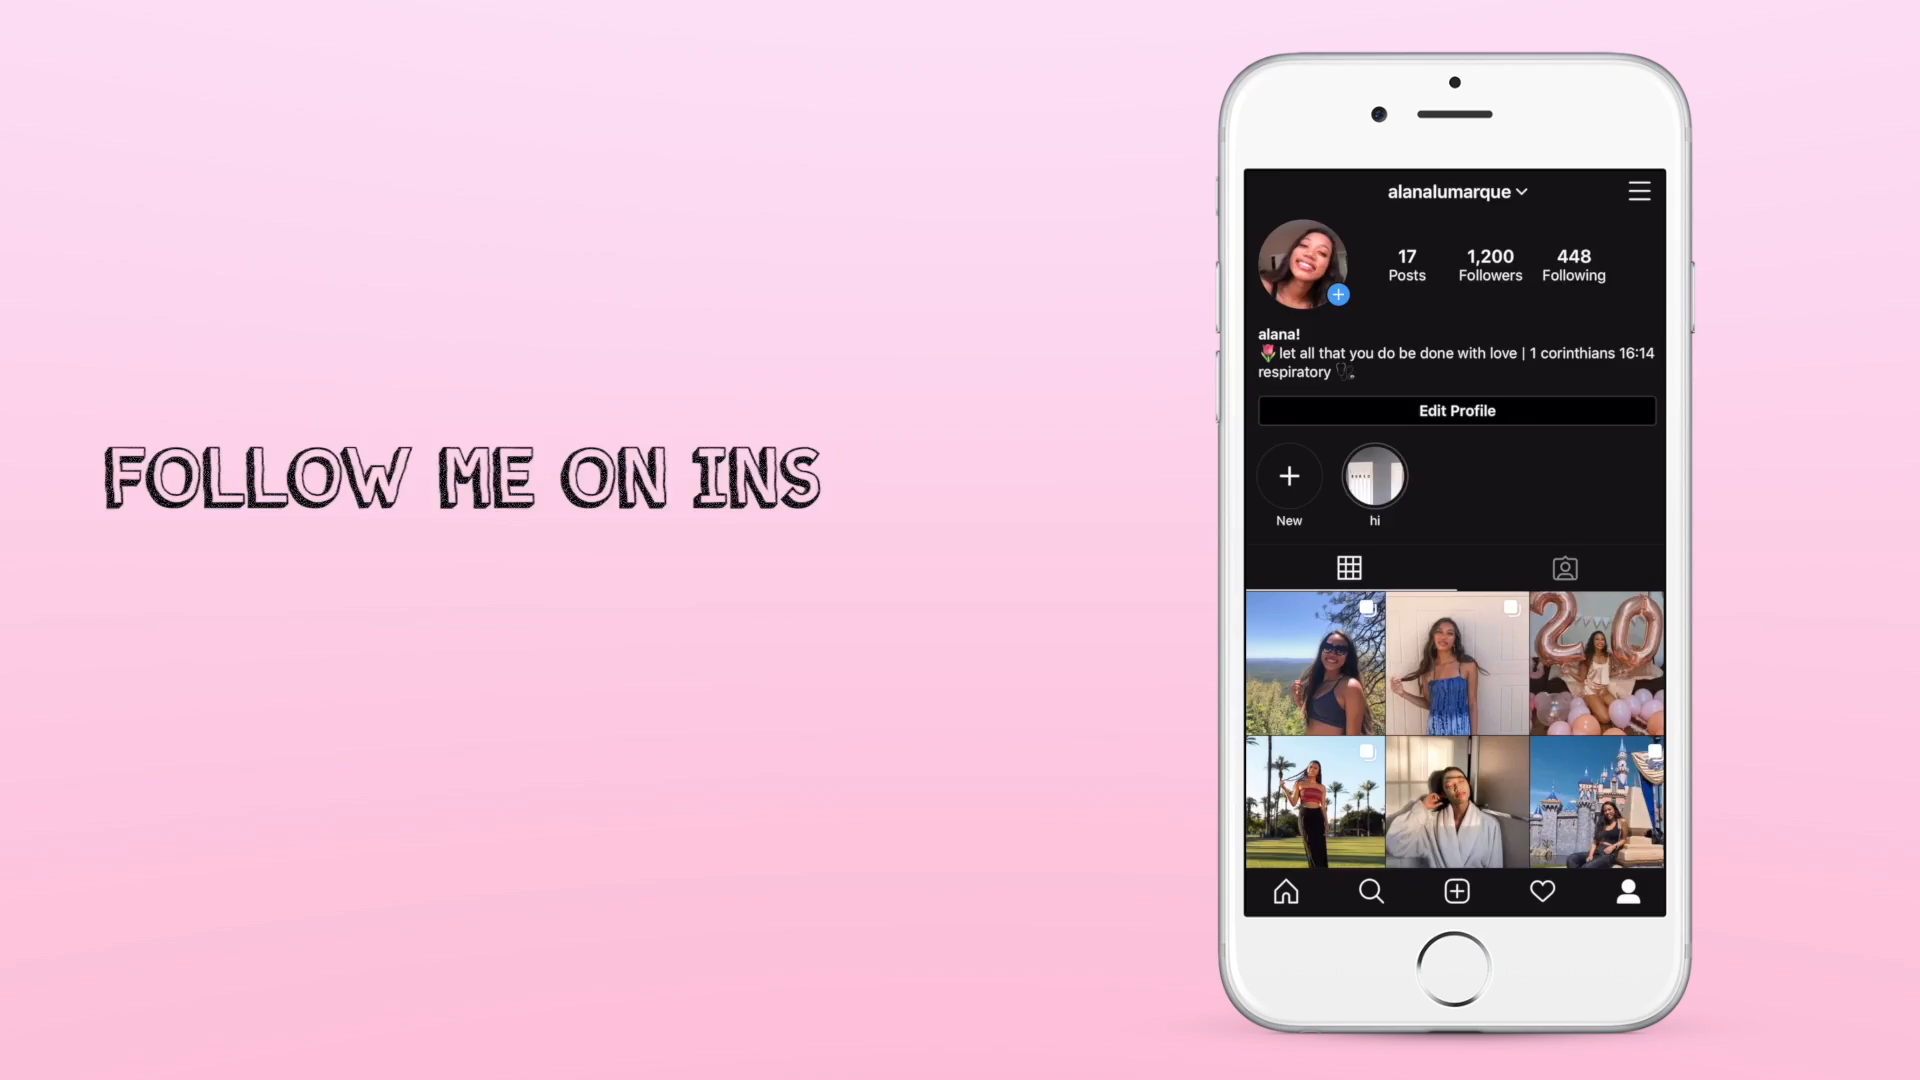 FOLLOW ME ON INS
alanalumarque
17
Posts
1,200
Followers
448
Following
alana!
🌷let all that you do be done with love | 1 corinthians 16:14
respiratory 🩺
Edit Profile
New
hi
20